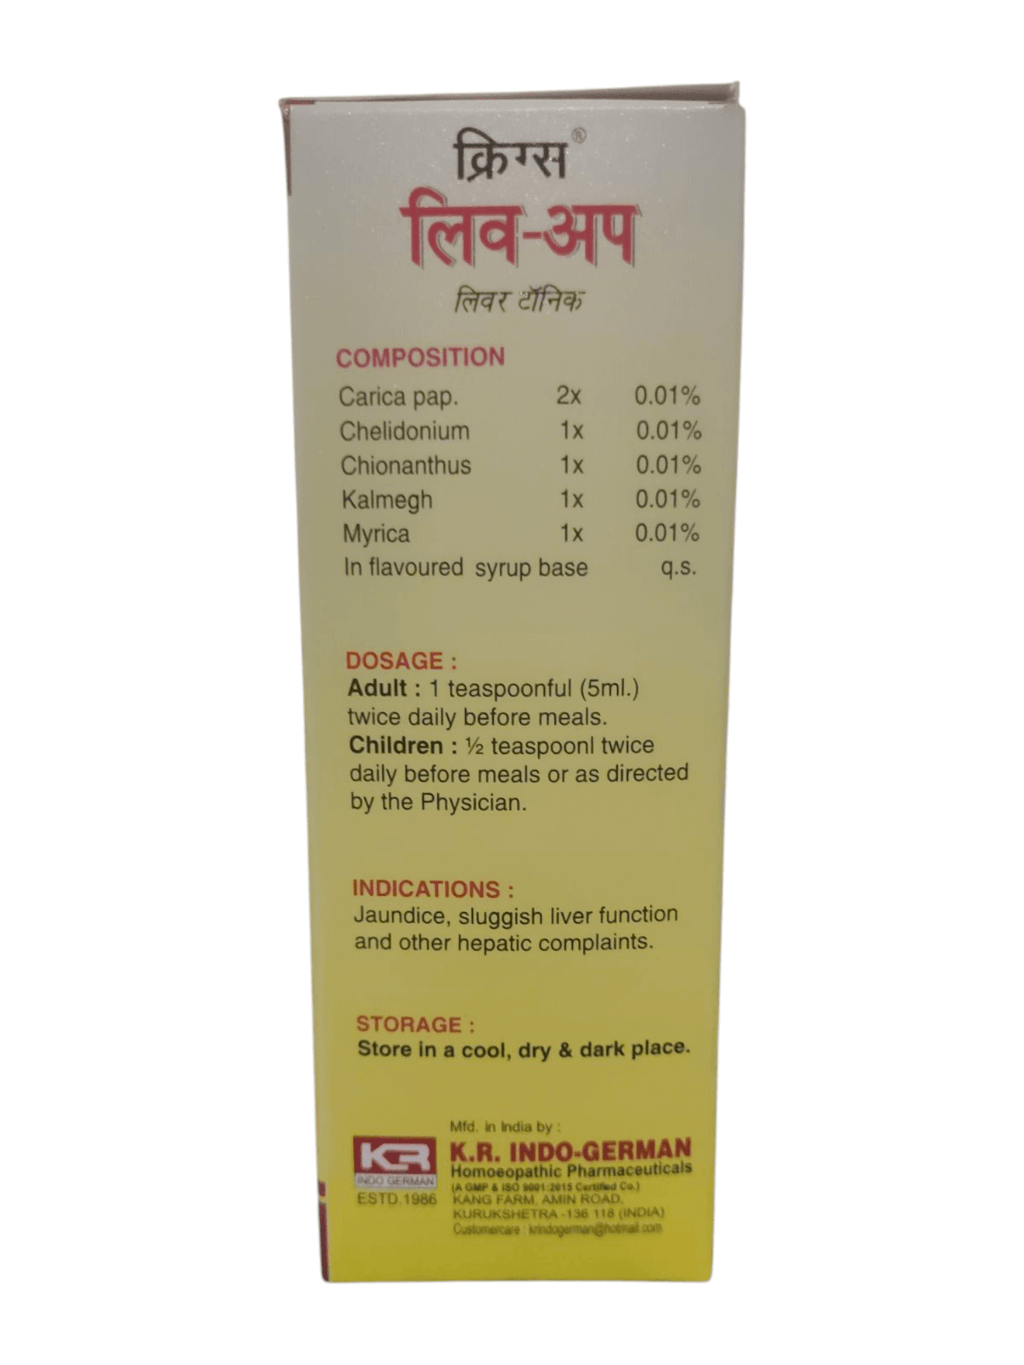 क्रिग्स®
लिव-अप
लिवर टॉनिक
COMPOSITION
Carica pap. 2x 0.01%
Chelidonium 1x 0.01%
Chionanthus 1x 0.01%
Kalmegh 1x 0.01%
Myrica 1x 0.01%
In flavoured syrup base q.s.
DOSAGE :
Adult : 1 teaspoonful (5ml.)
twice daily before meals.
Children : ½ teaspoonl twice
daily before meals or as directed
by the Physician.
INDICATIONS :
Jaundice, sluggish liver function
and other hepatic complaints.
STORAGE :
Store in a cool, dry & dark place.
Mfd. in India by :
KR
INDO GERMAN
ESTD.1986
K.R. INDO-GERMAN
Homoeopathic Pharmaceuticals
(A GMP & ISO 9001:2015 Certified Co.)
KANG FARM, AMIN ROAD,
KURUKSHETRA -136 118 (INDIA)
Customercare : krindogerman@hotmail.com